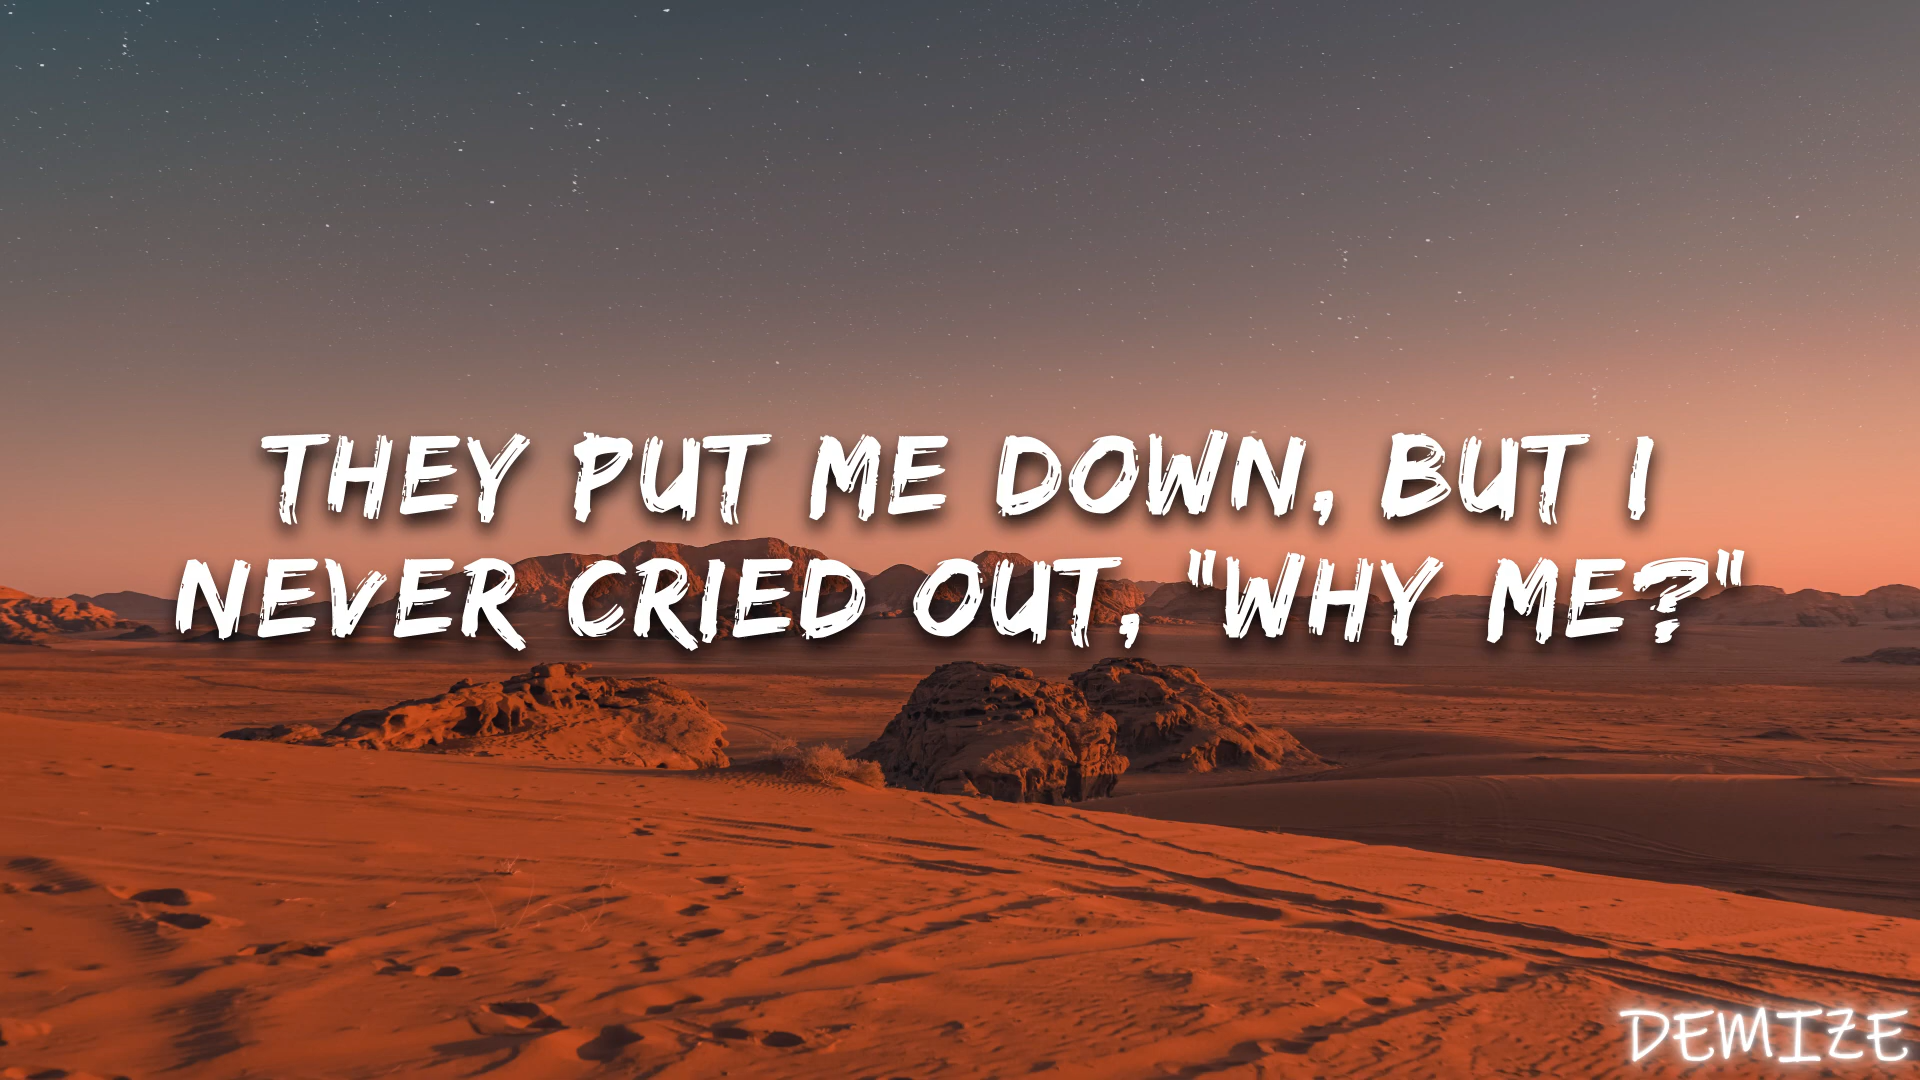 THEY PUT ME DOWN, BUT I
NEVER CRIED OUT, "WHY ME?"
DEMIZE